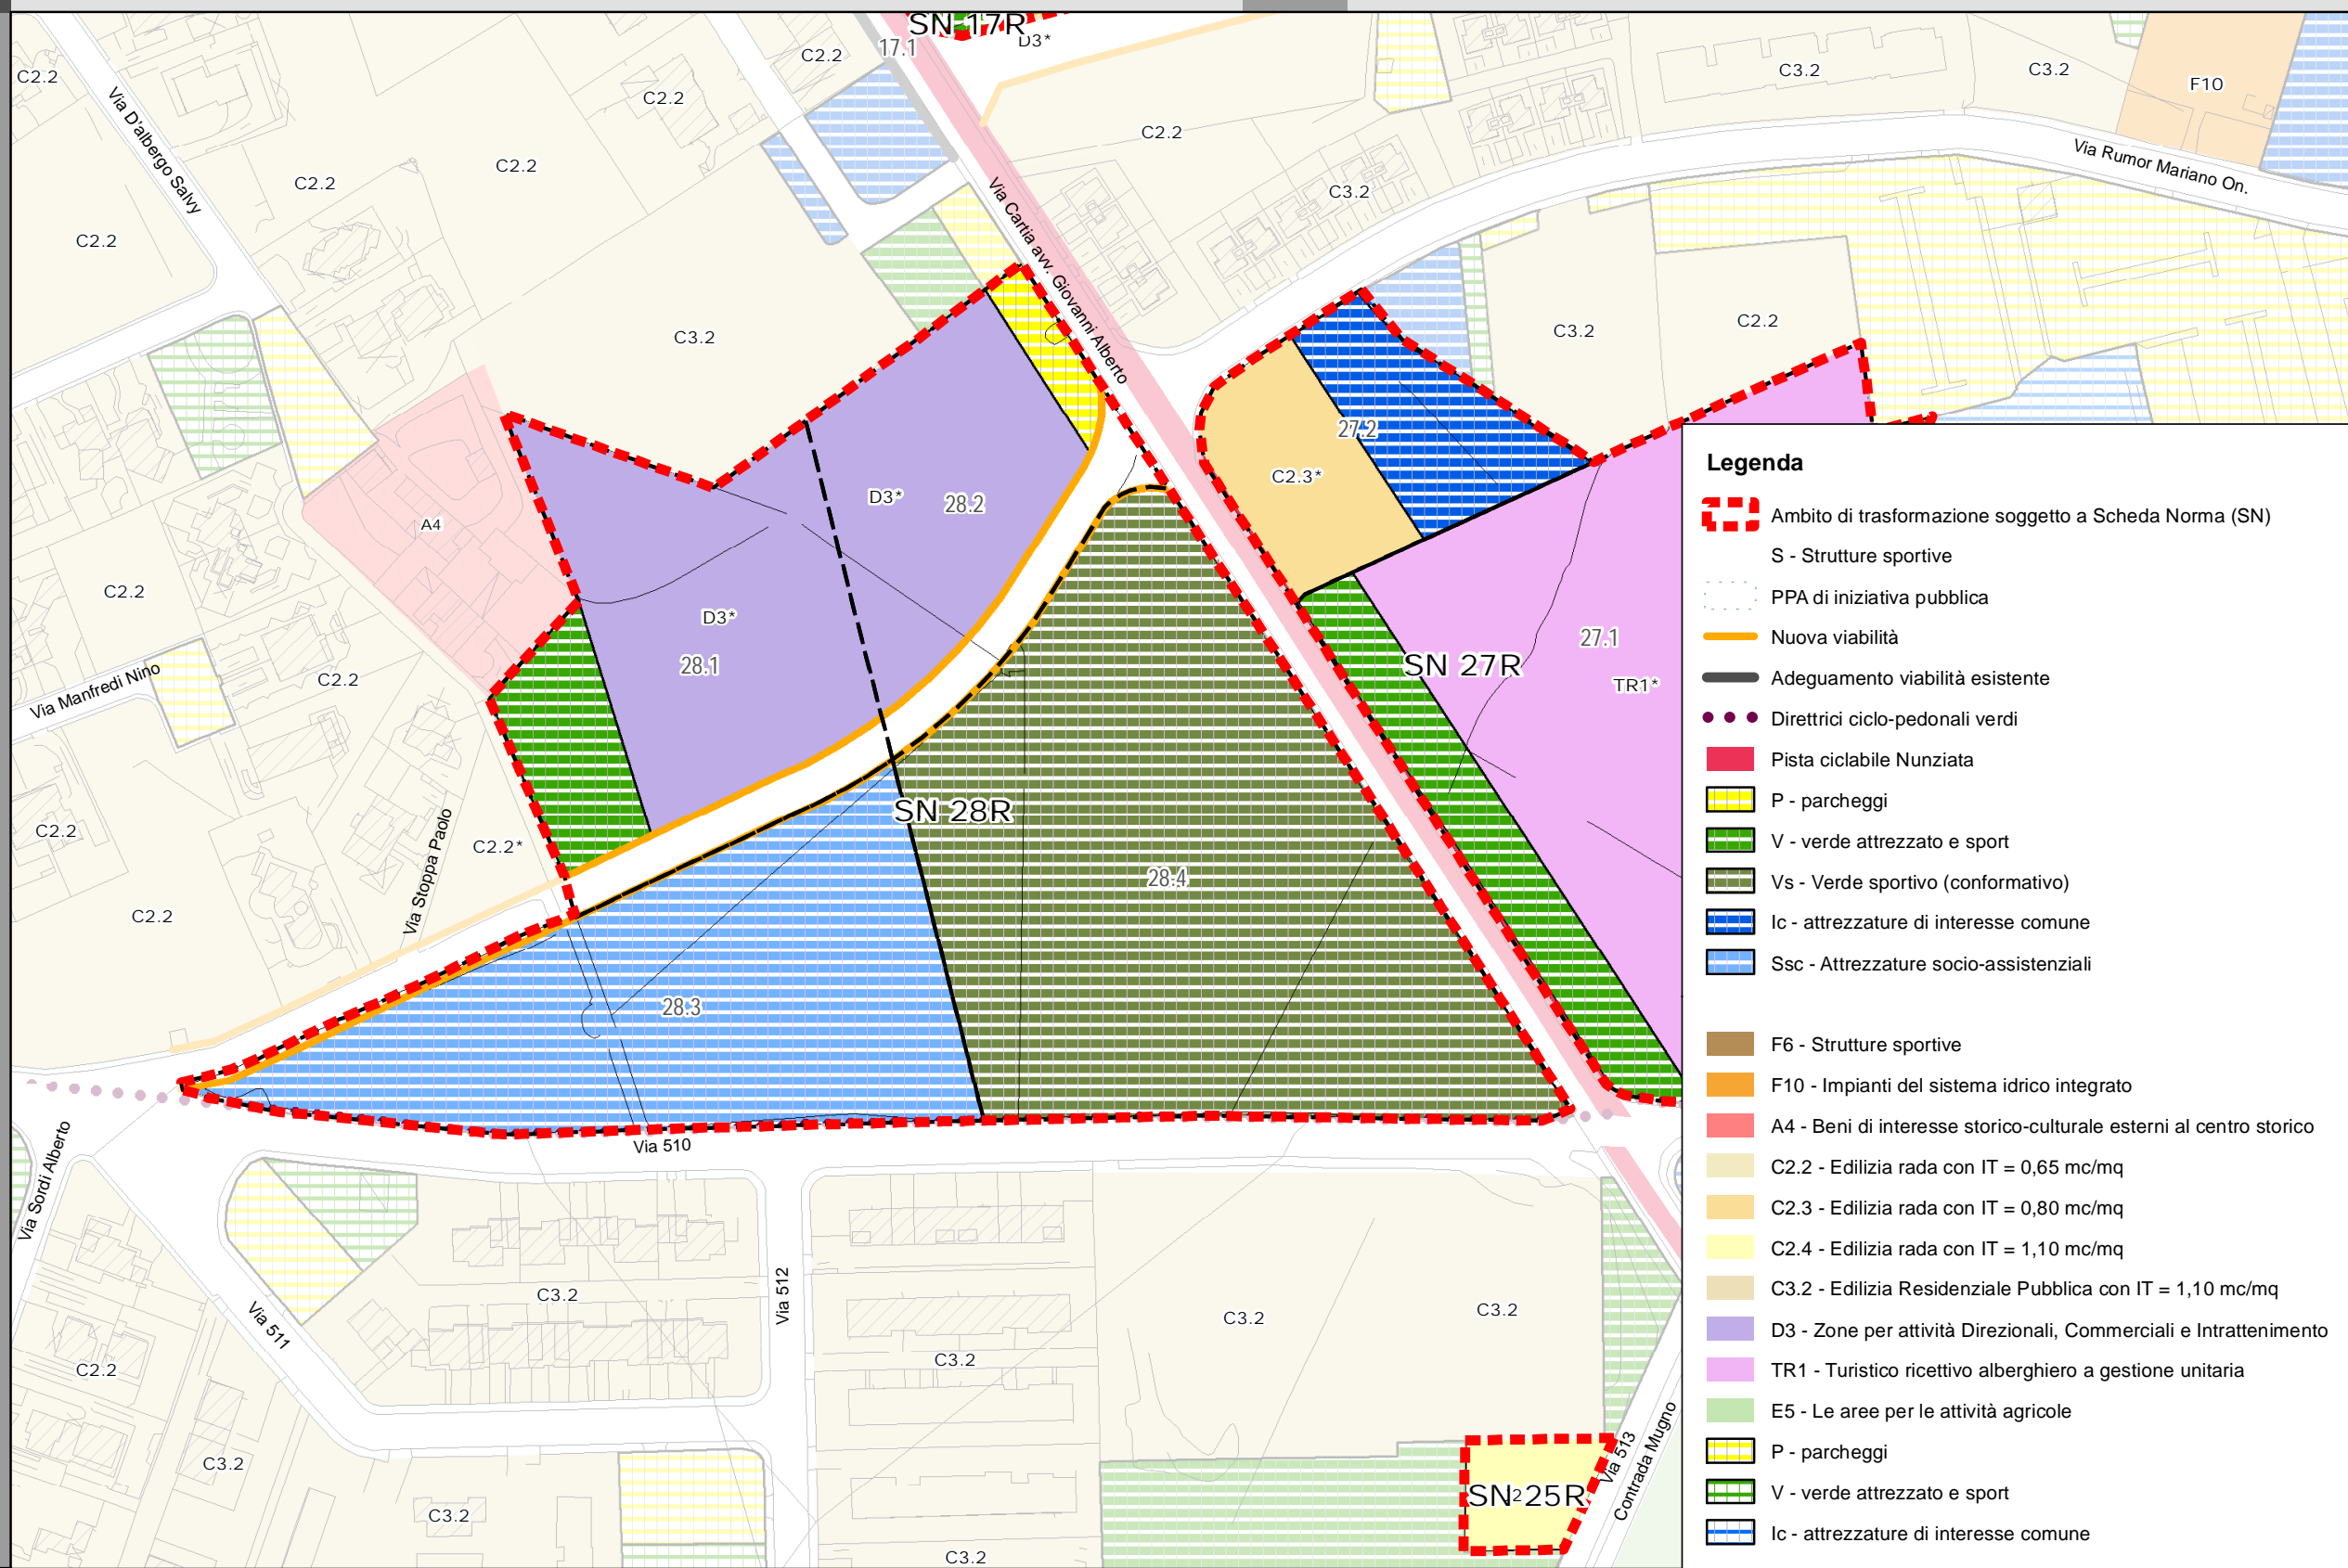 SN 17R
17.1
D3*
C2.2
C2.2
C2.2
C2.2
C2.2
C2.2
C2.2
C3.2
C3.2
C3.2
F10
Via D'albergo Salvy
Via Cartia avv. Giovanni Alberto
Via Rumor Mariano On.
C3.2
C3.2
C2.2
A4
D3*
28.2
27.2
C2.3*
D3*
28.1
SN 27R
27.1
TR1*
C2.2
Via Manfredi Nino
C2.2
C2.2
C2.2*
Via Stoppa Paolo
SN 28R
28.4
C2.2
28.3
Via 510
Via Sordi Alberto
Via 511
C3.2
Via 512
C3.2
C3.2
C3.2
C2.2
C3.2
C3.2
C3.2
SN 25R
2
Via 513
Contrada Mugno
Legenda
Ambito di trasformazione soggetto a Scheda Norma (SN)
S - Strutture sportive
PPA di iniziativa pubblica
Nuova viabilità
Adeguamento viabilità esistente
Direttrici ciclo-pedonali verdi
Pista ciclabile Nunziata
P - parcheggi
V - verde attrezzato e sport
Vs - Verde sportivo (conformativo)
Ic - attrezzature di interesse comune
Ssc - Attrezzature socio-assistenziali
F6 - Strutture sportive
F10 - Impianti del sistema idrico integrato
A4 - Beni di interesse storico-culturale esterni al centro storico
C2.2 - Edilizia rada con IT = 0,65 mc/mq
C2.3 - Edilizia rada con IT = 0,80 mc/mq
C2.4 - Edilizia rada con IT = 1,10 mc/mq
C3.2 - Edilizia Residenziale Pubblica con IT = 1,10 mc/mq
D3 - Zone per attività Direzionali, Commerciali e Intrattenimento
TR1 - Turistico ricettivo alberghiero a gestione unitaria
E5 - Le aree per le attività agricole
P - parcheggi
V - verde attrezzato e sport
Ic - attrezzature di interesse comune